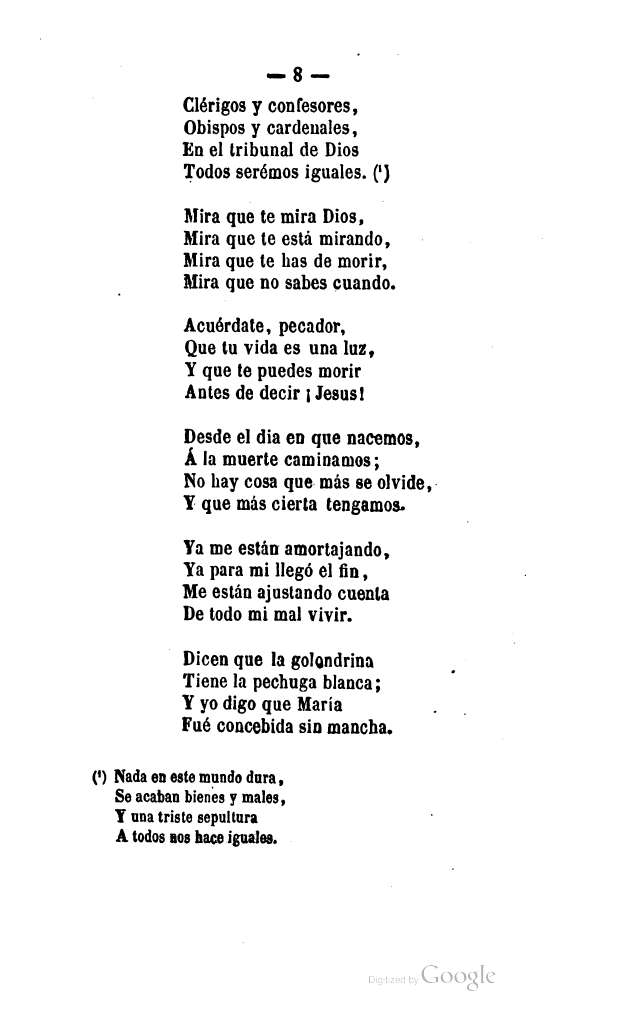 — 8 —
Clérigos y confesores,
Obispos y cardenales,
En el tribunal de Dios
Todos serémos iguales. (¹)
Mira que te mira Dios,
Mira que te está mirando,
Mira que te has de morir,
Mira que no sabes cuando.
Acuérdate, pecador,
Que tu vida es una luz,
Y que te puedes morir
Antes de decir ¡ Jesus!
Desde el dia en que nacemos,
Á la muerte caminamos;
No hay cosa que más se olvide,
Y que más cierta tengamos.
Ya me están amortajando,
Ya para mi llegó el fin,
Me están ajustando cuenta
De todo mi mal vivir.
Dicen que la golondrina
Tiene la pechuga blanca;
Y yo digo que María
Fué concebida sin mancha.
(¹) Nada en este mundo dura,
Se acaban bienes y males,
Y una triste sepultura
A todos nos hace iguales.
Digitized by Google